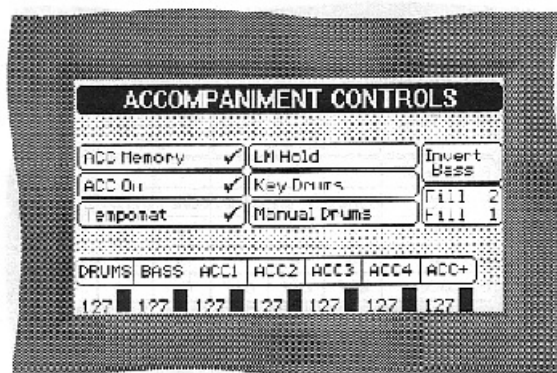 ACCOMPANIMENT CONTROLS
ACC Memory ✓ LM Hold Invert Bass
ACC On ✓ Key Drums Fill 2
Tempomat ✓ Manual Drums Fill 1
DRUMS BASS ACC1 ACC2 ACC3 ACC4 ACC+
127 127 127 127 127 127 127